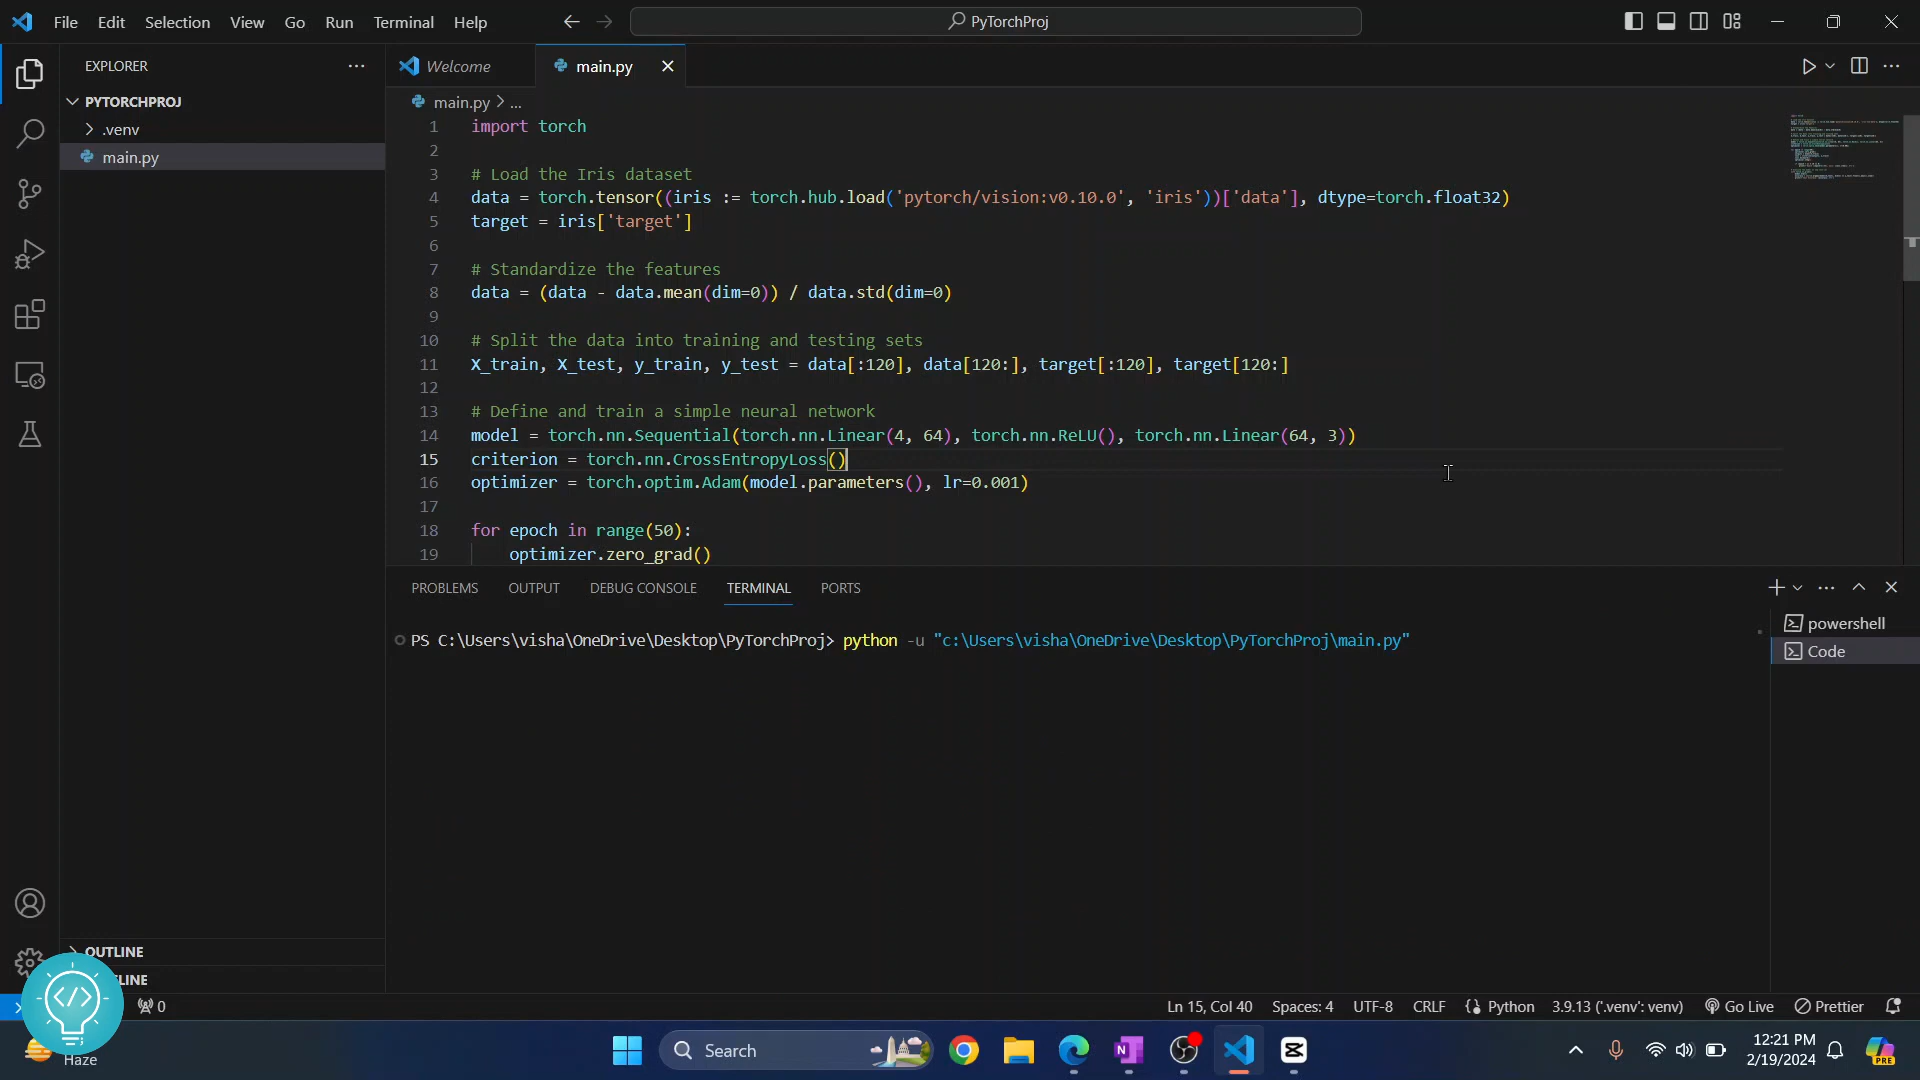 File Edit Selection View Go Run Terminal Help
PyTorchProj
EXPLORER
PYTORCHPROJ
.venv
main.py
OUTLINE
LINE
Welcome
main.py
main.py > ...
1 import torch
2
3 # Load the Iris dataset
4 data = torch.tensor((iris := torch.hub.load('pytorch/vision:v0.10.0', 'iris'))['data'], dtype=torch.float32)
5 target = iris['target']
6
7 # Standardize the features
8 data = (data - data.mean(dim=0)) / data.std(dim=0)
9
10 # Split the data into training and testing sets
11 X_train, X_test, y_train, y_test = data[:120], data[120:], target[:120], target[120:]
12
13 # Define and train a simple neural network
14 model = torch.nn.Sequential(torch.nn.Linear(4, 64), torch.nn.ReLU(), torch.nn.Linear(64, 3))
15 criterion = torch.nn.CrossEntropyLoss()
16 optimizer = torch.optim.Adam(model.parameters(), lr=0.001)
17
18 for epoch in range(50):
19 optimizer.zero_grad()
PROBLEMS OUTPUT DEBUG CONSOLE TERMINAL PORTS
PS C:\Users\visha\OneDrive\Desktop\PyTorchProj> python -u "c:\Users\visha\OneDrive\Desktop\PyTorchProj\main.py"
powershell
Code
0
Ln 15, Col 40 Spaces: 4 UTF-8 CRLF Python 3.9.13 ('.venv': venv) Go Live Prettier
Haze
Search
12:21 PM
2/19/2024
PRE